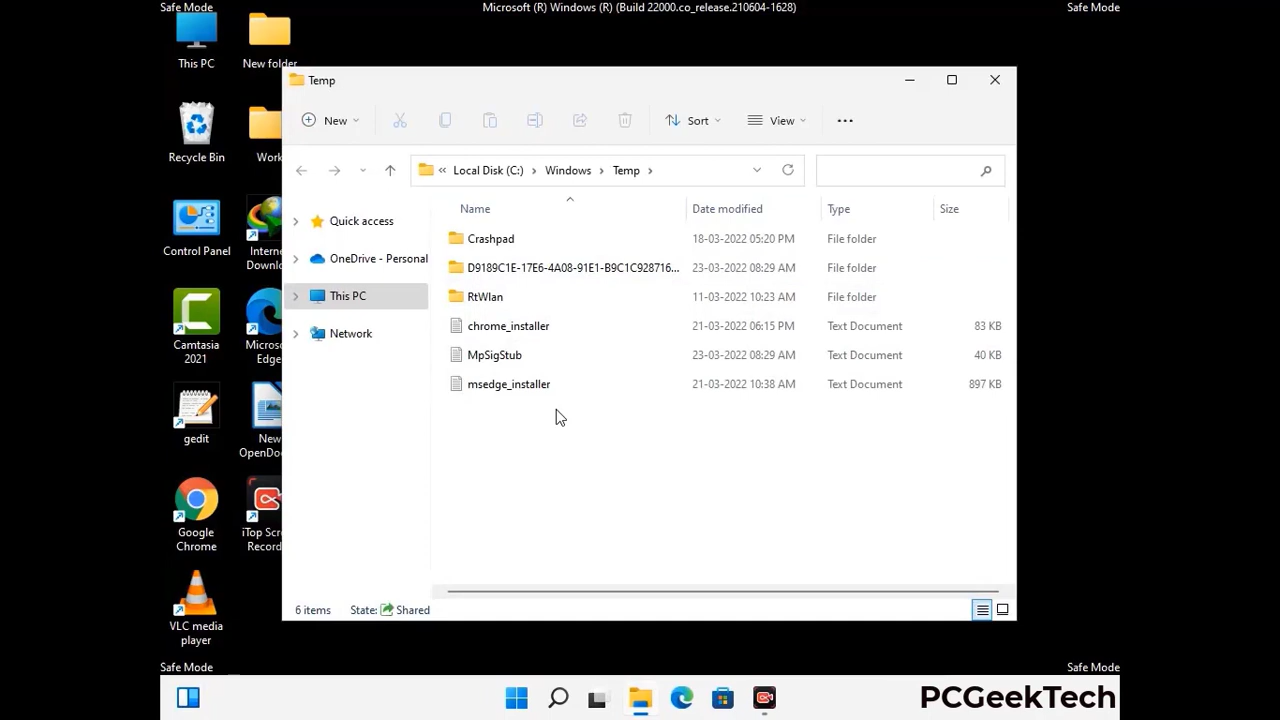 Safe Mode
Microsoft (R) Windows (R) (Build 22000.co_release.210604-1628)
Safe Mode
This PC
New folder
Recycle Bin
Work
Control Panel
Intern
Downlo
Camtasia
2021
Micros
Edge
gedit
New
OpenDo
Google
Chrome
iTop Scr
Record
VLC media
player
Temp
New
Sort
View
Local Disk (C:)
Windows
Temp
Quick access
OneDrive - Personal
This PC
Network
Name
Date modified
Type
Size
Crashpad 18-03-2022 05:20 PM File folder
D9189C1E-17E6-4A08-91E1-B9C1C928716... 23-03-2022 08:29 AM File folder
RtWlan 11-03-2022 10:23 AM File folder
chrome_installer 21-03-2022 06:15 PM Text Document 83 KB
MpSigStub 23-03-2022 08:29 AM Text Document 40 KB
msedge_installer 21-03-2022 10:38 AM Text Document 897 KB
6 items
State: Shared
Safe Mode
Safe Mode
PCGeekTech